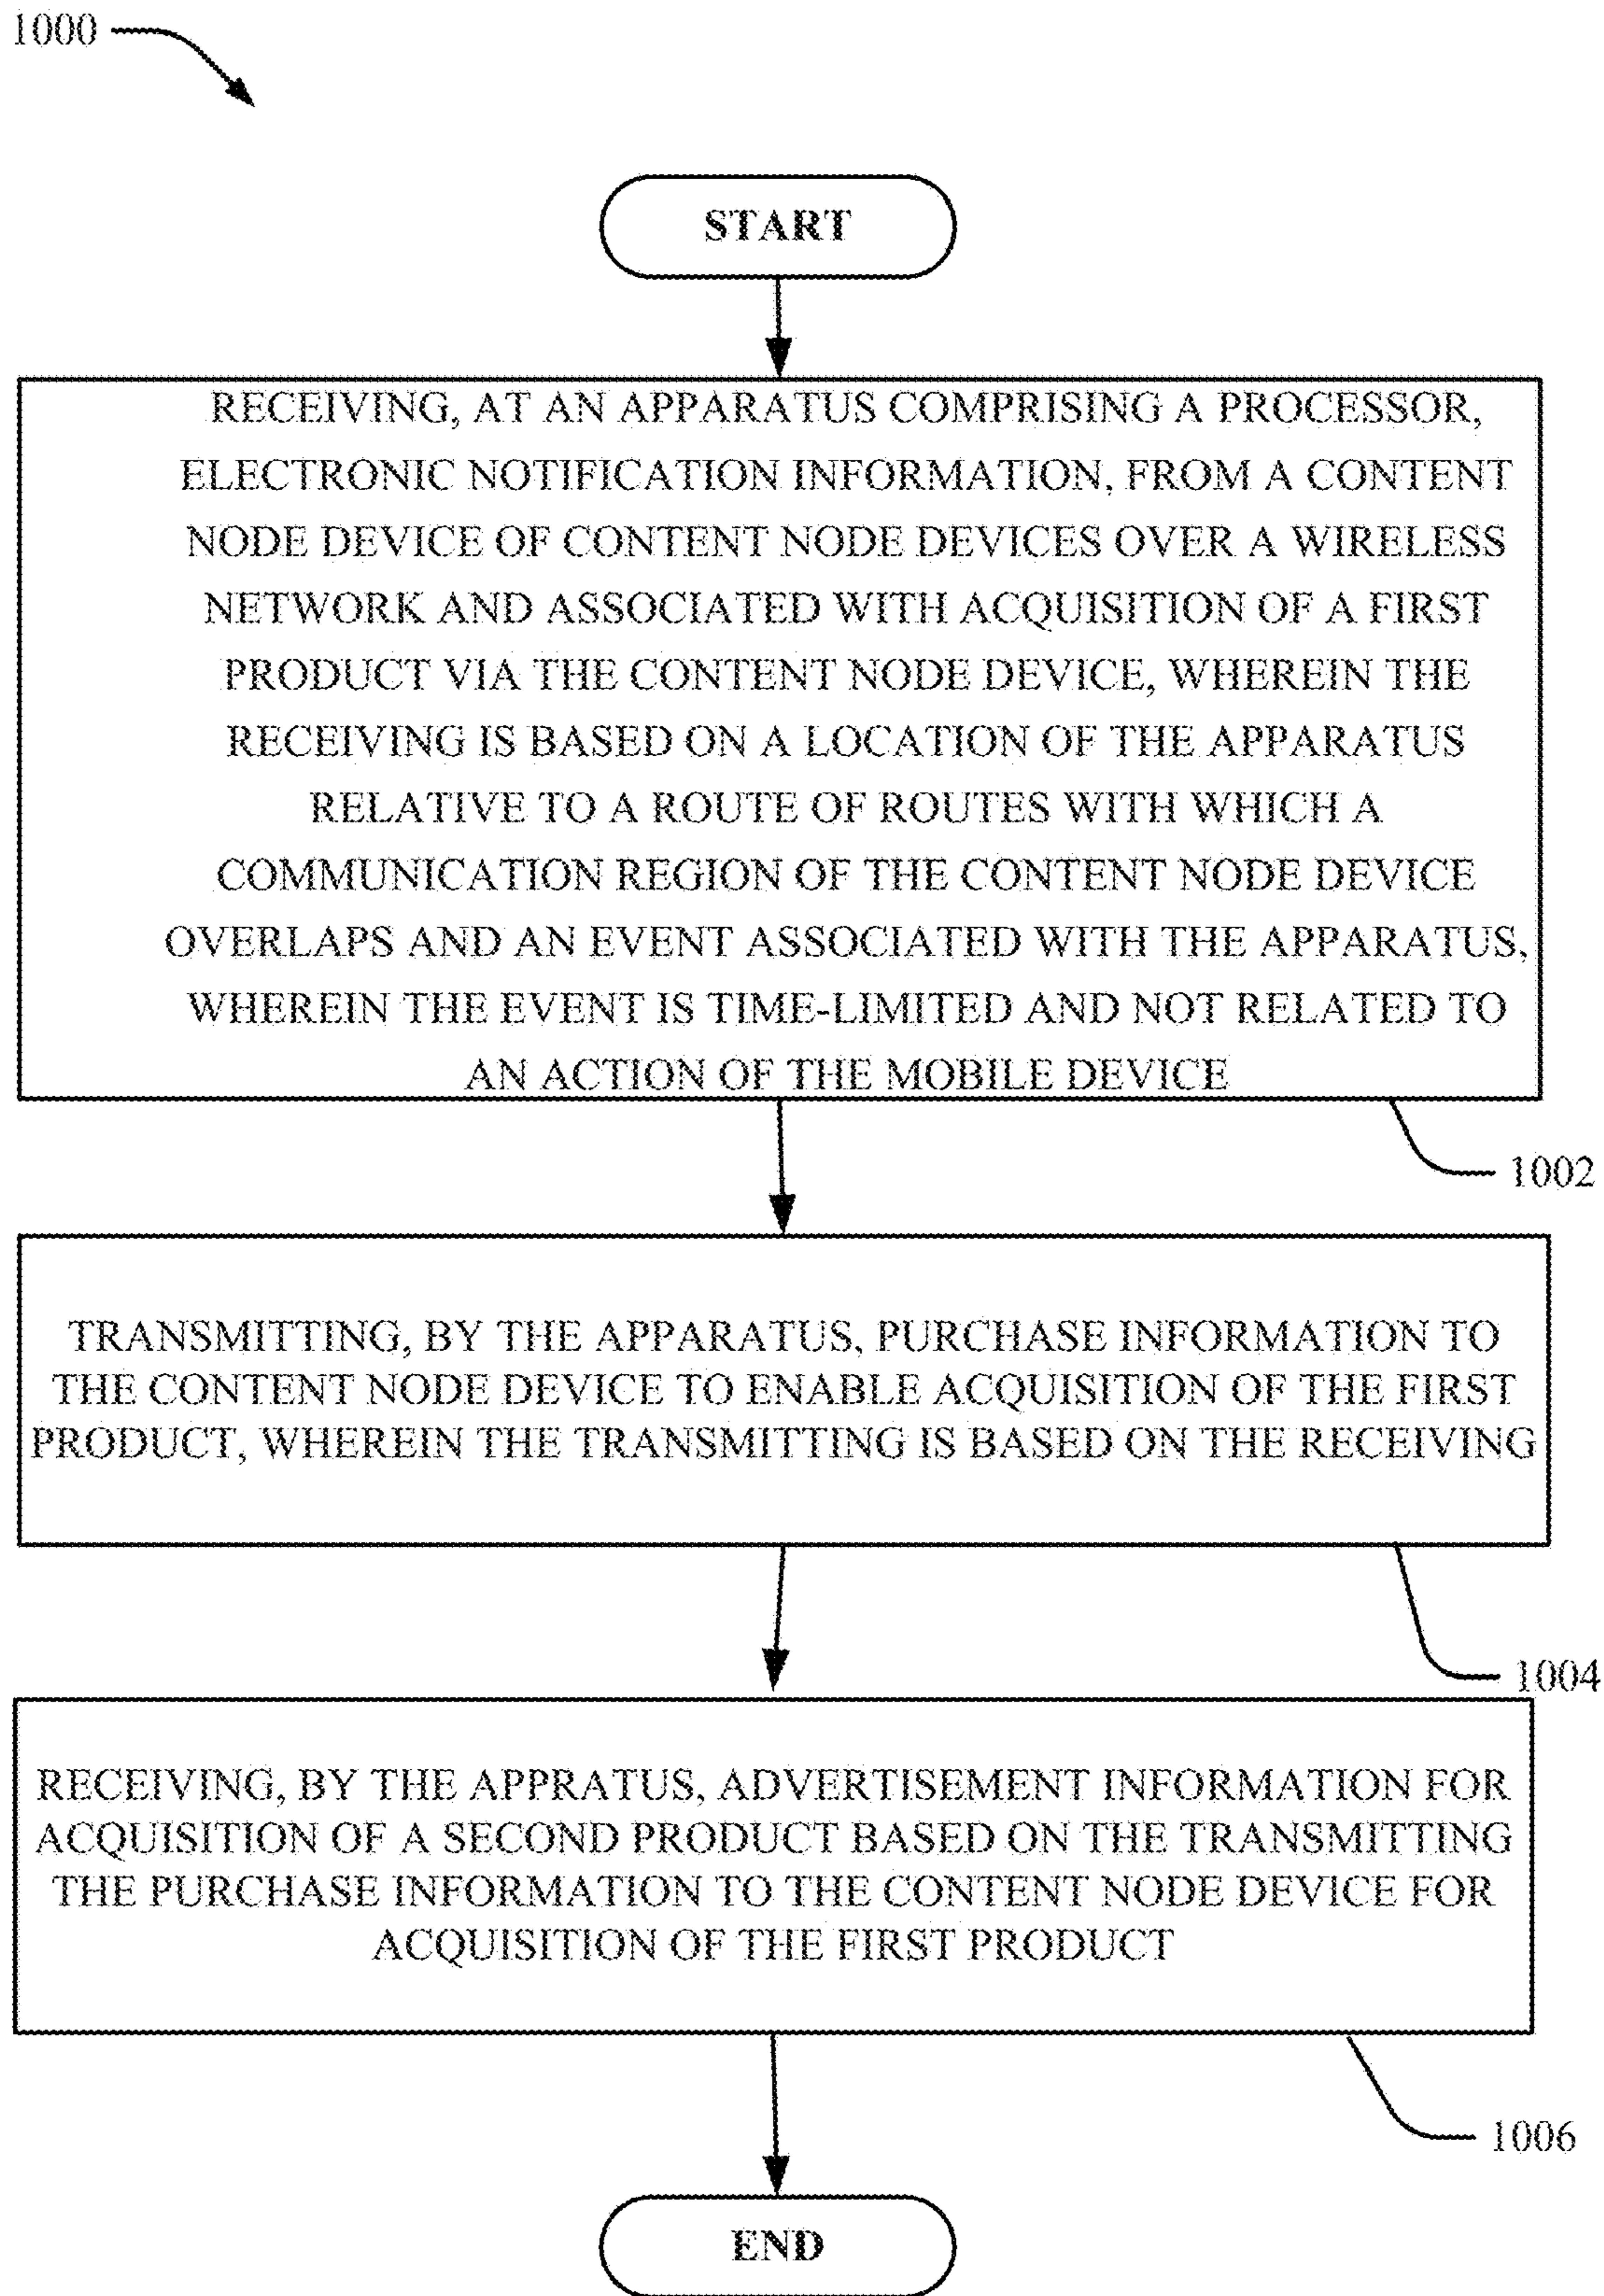 1000
START
RECEIVING, AT AN APPARATUS COMPRISING A PROCESSOR,
ELECTRONIC NOTIFICATION INFORMATION, FROM A CONTENT
NODE DEVICE OF CONTENT NODE DEVICES OVER A WIRELESS
NETWORK AND ASSOCIATED WITH ACQUISITION OF A FIRST
PRODUCT VIA THE CONTENT NODE DEVICE, WHEREIN THE
RECEIVING IS BASED ON A LOCATION OF THE APPARATUS
RELATIVE TO A ROUTE OF ROUTES WITH WHICH A
COMMUNICATION REGION OF THE CONTENT NODE DEVICE
OVERLAPS AND AN EVENT ASSOCIATED WITH THE APPARATUS,
WHEREIN THE EVENT IS TIME-LIMITED AND NOT RELATED TO
AN ACTION OF THE MOBILE DEVICE
1002
TRANSMITTING, BY THE APPARATUS, PURCHASE INFORMATION TO
THE CONTENT NODE DEVICE TO ENABLE ACQUISITION OF THE FIRST
PRODUCT, WHEREIN THE TRANSMITTING IS BASED ON THE RECEIVING
1004
RECEIVING, BY THE APPRATUS, ADVERTISEMENT INFORMATION FOR
ACQUISITION OF A SECOND PRODUCT BASED ON THE TRANSMITTING
THE PURCHASE INFORMATION TO THE CONTENT NODE DEVICE FOR
ACQUISITION OF THE FIRST PRODUCT
1006
END